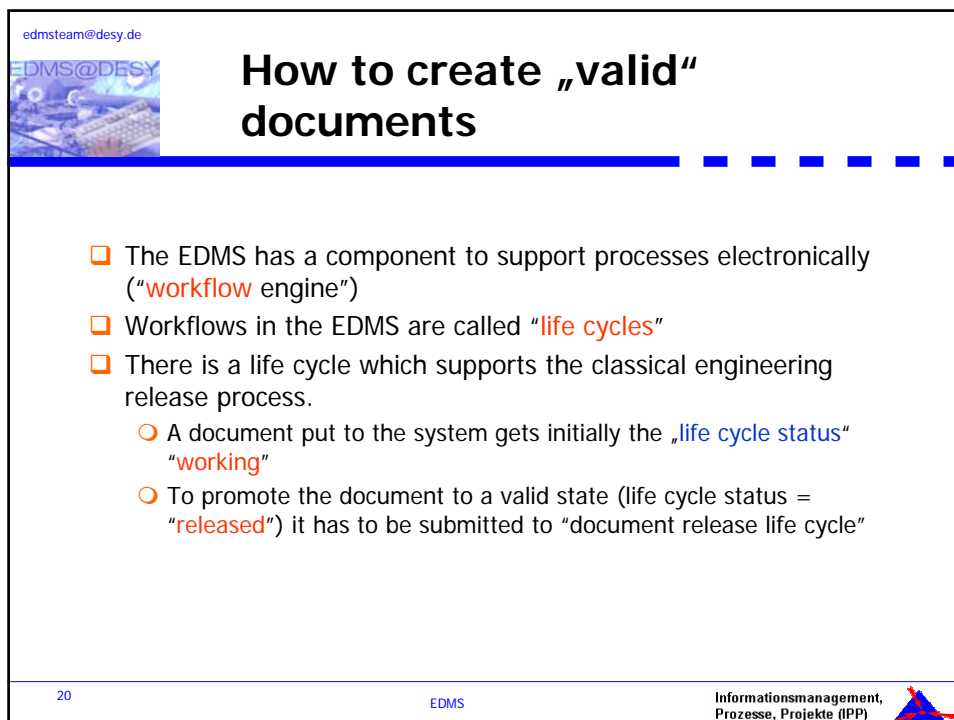 edmsteam@desy.de
EDMS@DESY
How to create „valid“
documents
The EDMS has a component to support processes electronically
(“workflow engine”)
Workflows in the EDMS are called “life cycles”
There is a life cycle which supports the classical engineering
release process.
A document put to the system gets initially the „life cycle status“
“working”
To promote the document to a valid state (life cycle status =
“released”) it has to be submitted to “document release life cycle”
20
EDMS
Informationsmanagement,
Prozesse, Projekte (IPP)